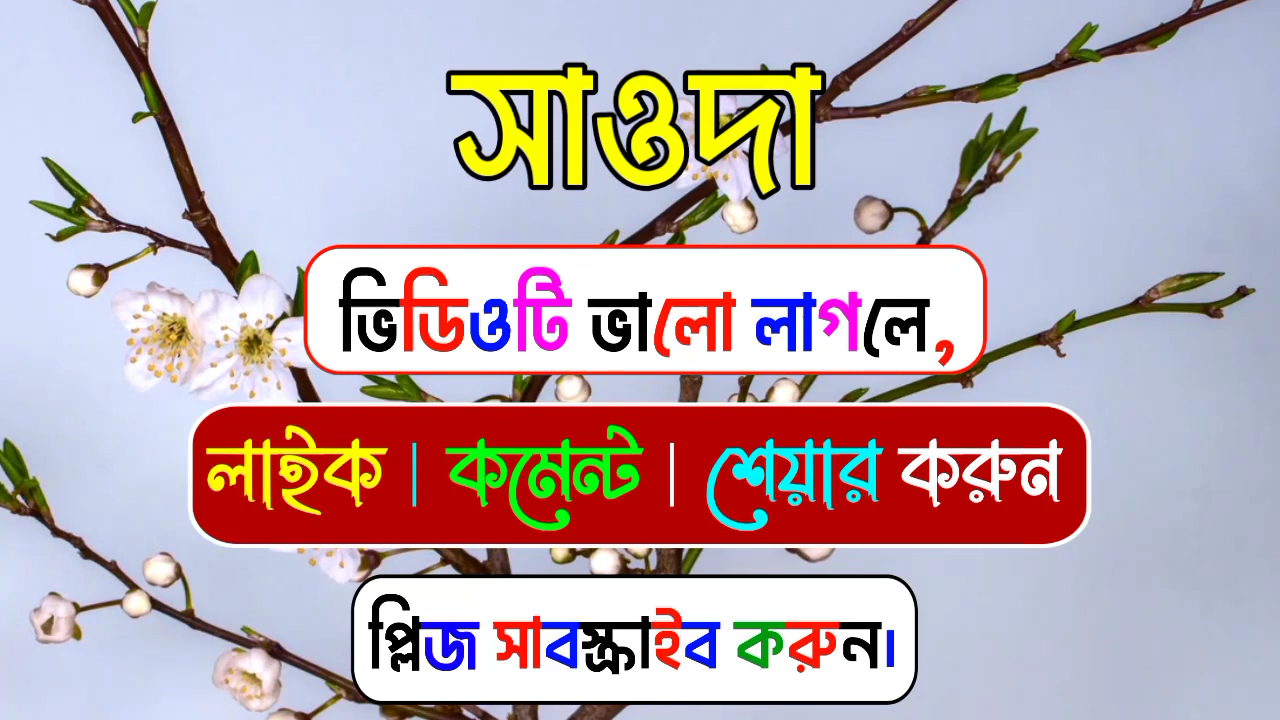 সাওদা
ভিডিওটি ভালো লাগলে,
লাইক | কমেন্ট | শেয়ার করুন
প্লিজ সাবস্ক্রাইব করুন।